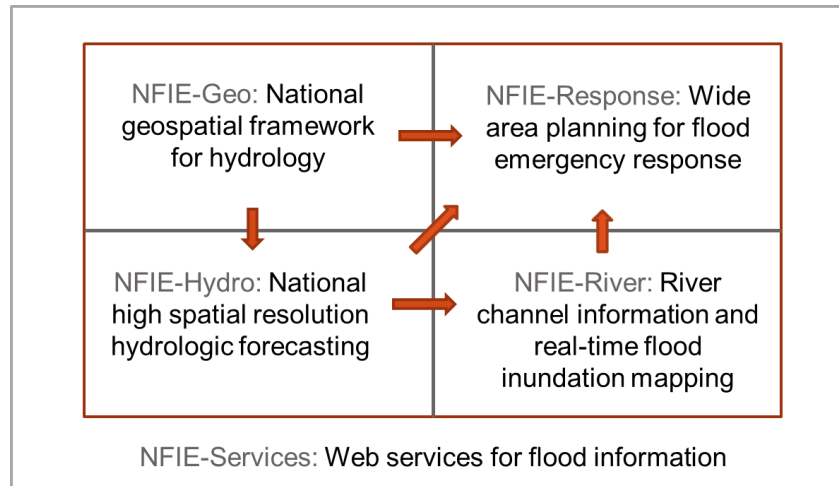 NFIE-Geo: National
geospatial framework
for hydrology
NFIE-Response: Wide
area planning for flood
emergency response
NFIE-Hydro: National
high spatial resolution
hydrologic forecasting
NFIE-River: River
channel information and
real-time flood
inundation mapping
NFIE-Services: Web services for flood information